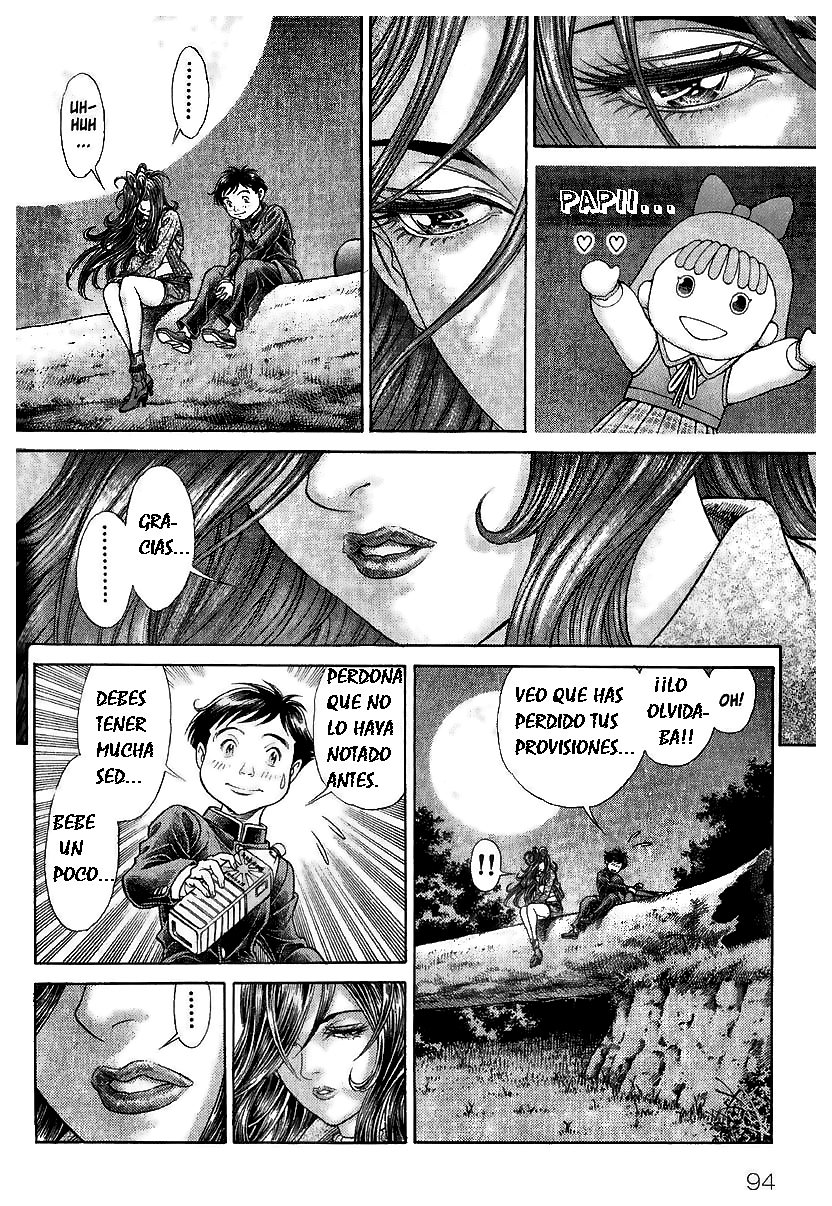 PAPII...
♡ ♡
.........
UH-
HUH
...
GRA-
CIAS...
.........
OH!
¡¡LO
OLVIDA-
BA!!
VEO QUE HAS
PERDIDO TUS
PROVISIONES...
!!
PERDONA
QUE NO
LO HAYA
NOTADO
ANTES.
DEBES
TENER
MUCHA
SED...
BEBE
UN
POCO...
......
94